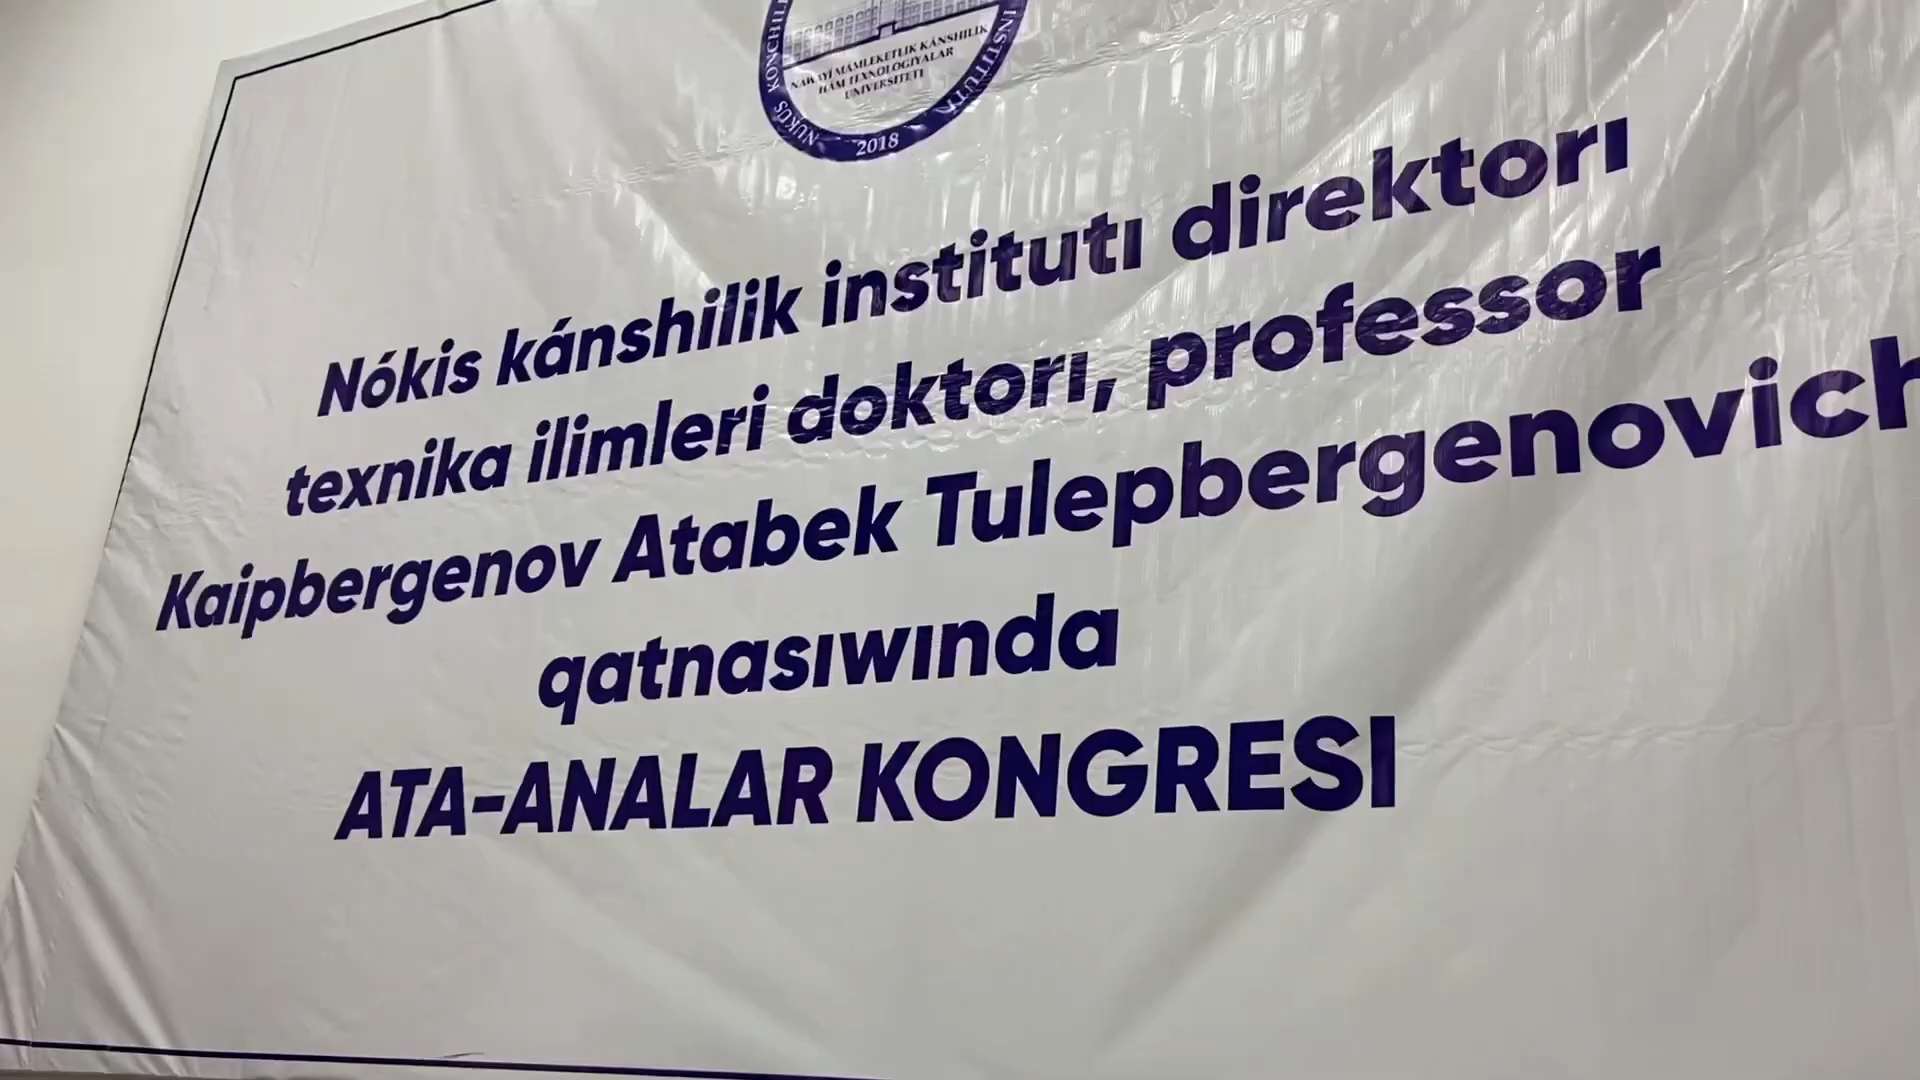 NAWAYÍ MÁMLEKETLIK KÁNSHILIK
HÁM TEXNOLOGIYALAR
UNIVERSITETI
2018
Nókis kánshilik institutı direktorı
texnika ilimleri doktorı, professor
Kaipbergenov Atabek Tulepbergenovich
qatnasıwında
ATA-ANALAR KONGRESI